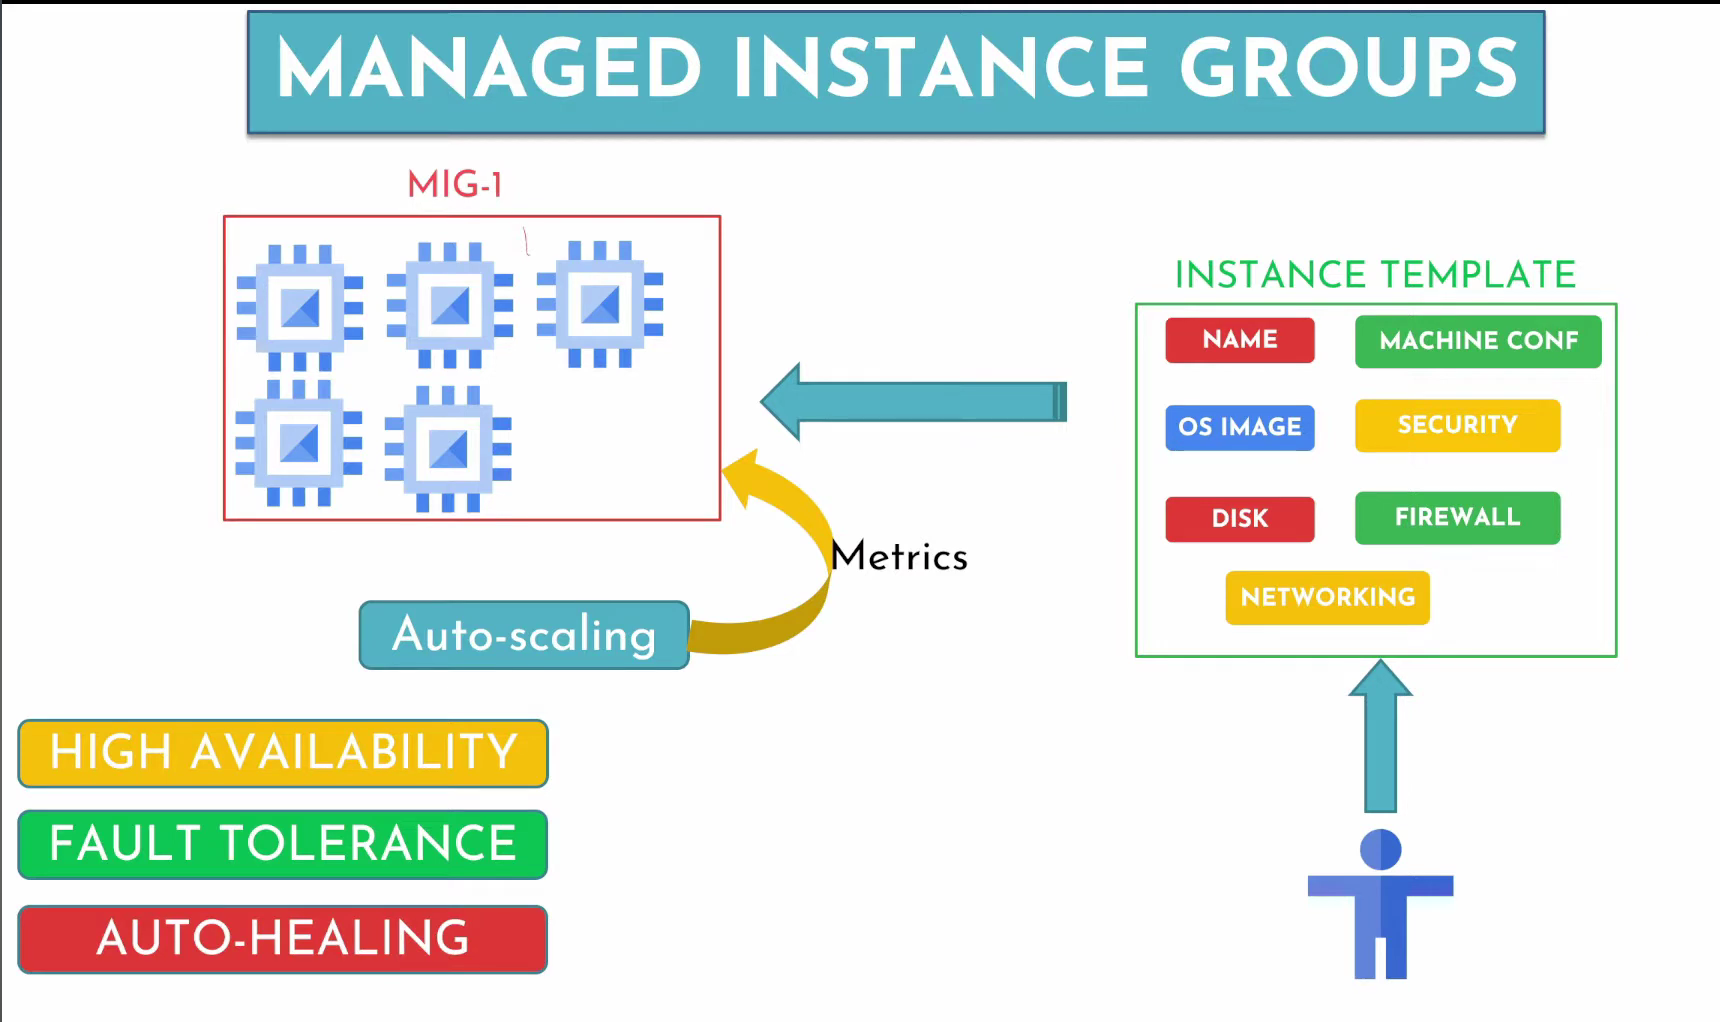 MANAGED INSTANCE GROUPS
MIG-1
INSTANCE TEMPLATE
NAME
MACHINE CONF
OS IMAGE
SECURITY
DISK
FIREWALL
NETWORKING
Metrics
Auto-scaling
HIGH AVAILABILITY
FAULT TOLERANCE
AUTO-HEALING